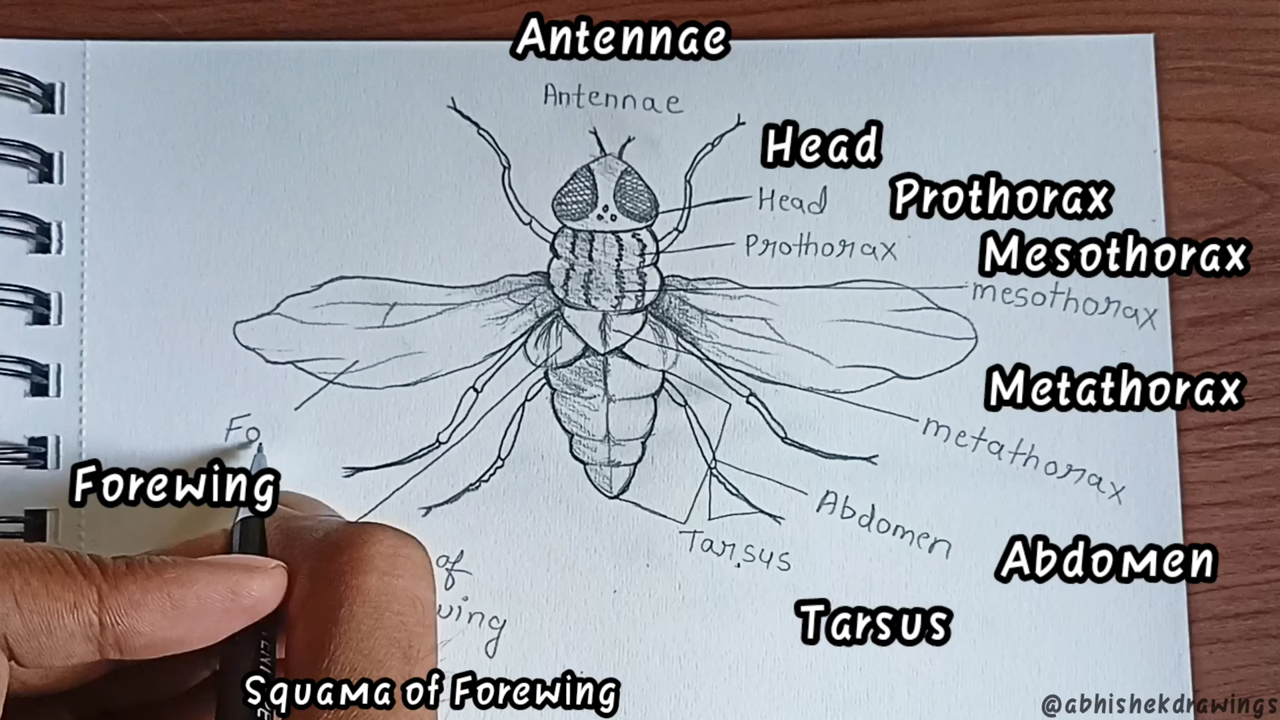 Antennae
Antennae
Head
Head
Prothorax
Prothorax
Mesothorax
mesothorax
Metathorax
metathorax
Fo
Forewing
Abdomen
Abdomen
Tarsus
Tarsus
of
wing
Squama of Forewing
@abhishekdrawings